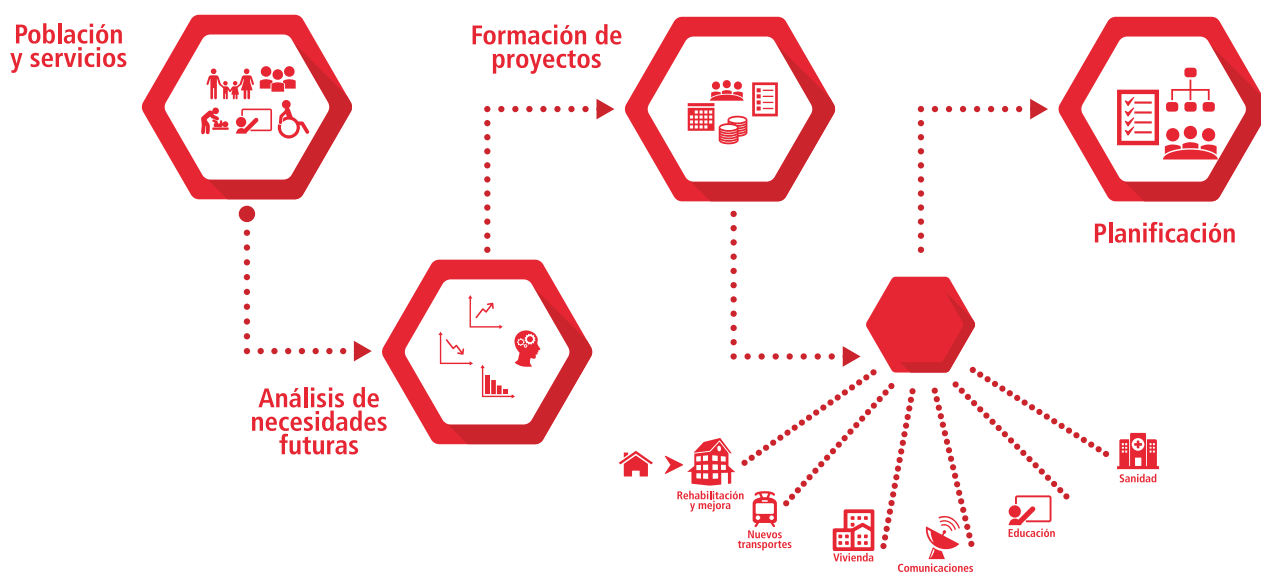 Población
y servicios
Formación de
proyectos
Planificación
Análisis de
necesidades
futuras
Rehabilitación
y mejora
Nuevos
transportes
Vivienda
Comunicaciones
Educación
Sanidad